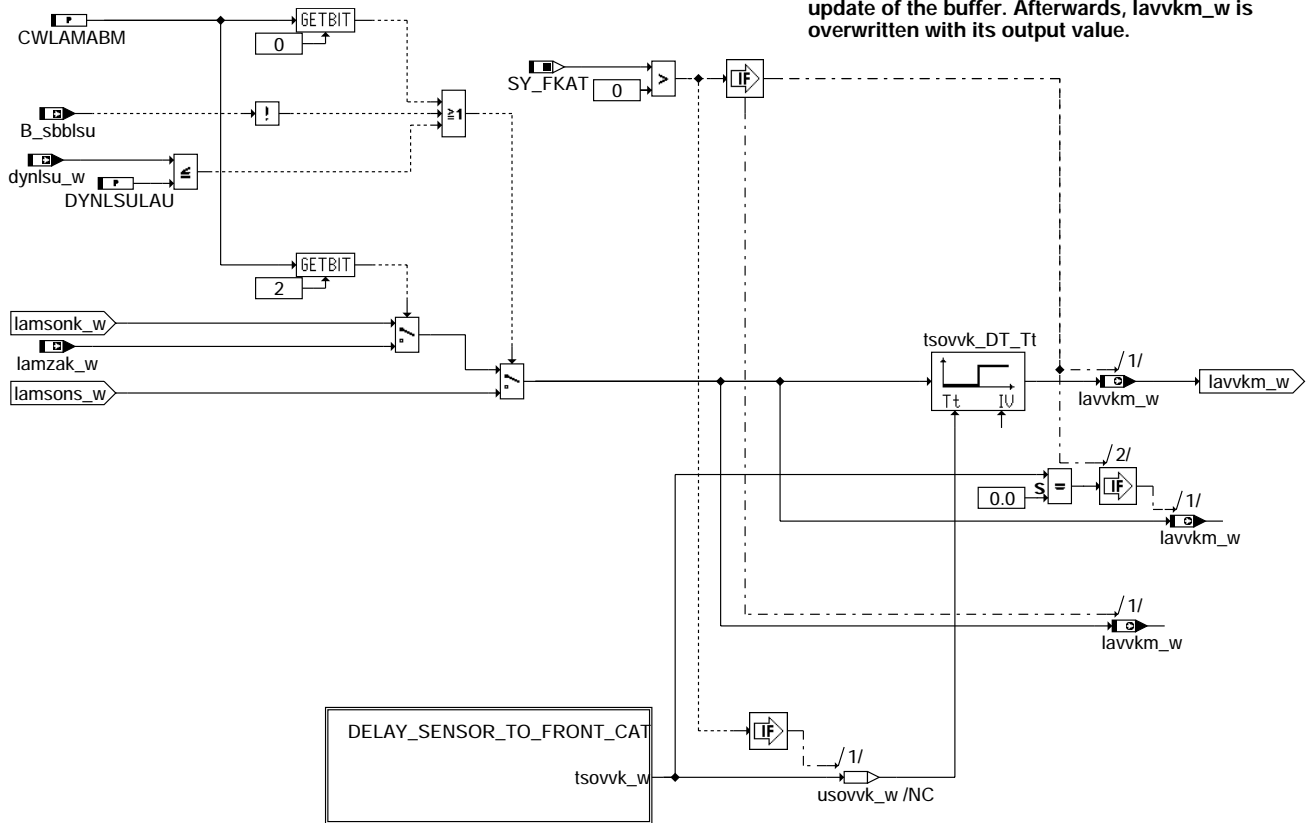 update of the buffer. Afterwards, lavvkm_w is
overwritten with its output value.
P
CWLAMABM
GETBIT
0
SY_FKAT
0
>
IF
B_sbblsu
!
≥1
dynlsu_w
P
DYNLSULAU
≤
GETBIT
2
lamsonk_w
lamzak_w
lamsons_w
tsovvk_DT_Tt
Tt IV
/1/
lavvkm_w
lavvkm_w
/2/
S
=
0.0
IF
/1/
lavvkm_w
/1/
lavvkm_w
DELAY_SENSOR_TO_FRONT_CAT
tsovvk_w
IF
/1/
usovvk_w /NC